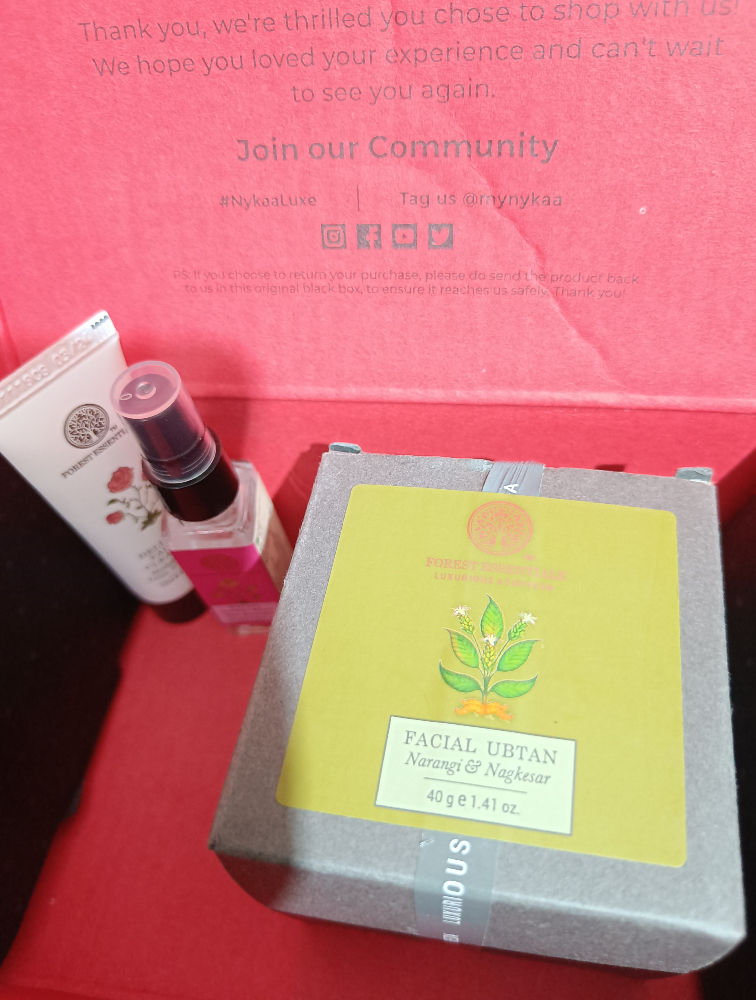 Thank you, we're thrilled you chose to shop with us!
We hope you loved your experience and can't wait
to see you again.
Join our Community
#NykaaLuxe | Tag us @mynykaa
PS: If you choose to return your purchase, please do send the product back
to us in this original black box, to ensure it reaches us safely. Thank you!
FOREST ESSENTIALS
FOREST ESSENTIALS
LUXURIOUS
FACIAL UBTAN
Narangi & Nagkesar
40 g e 1.41 oz.
LUXURIOUS